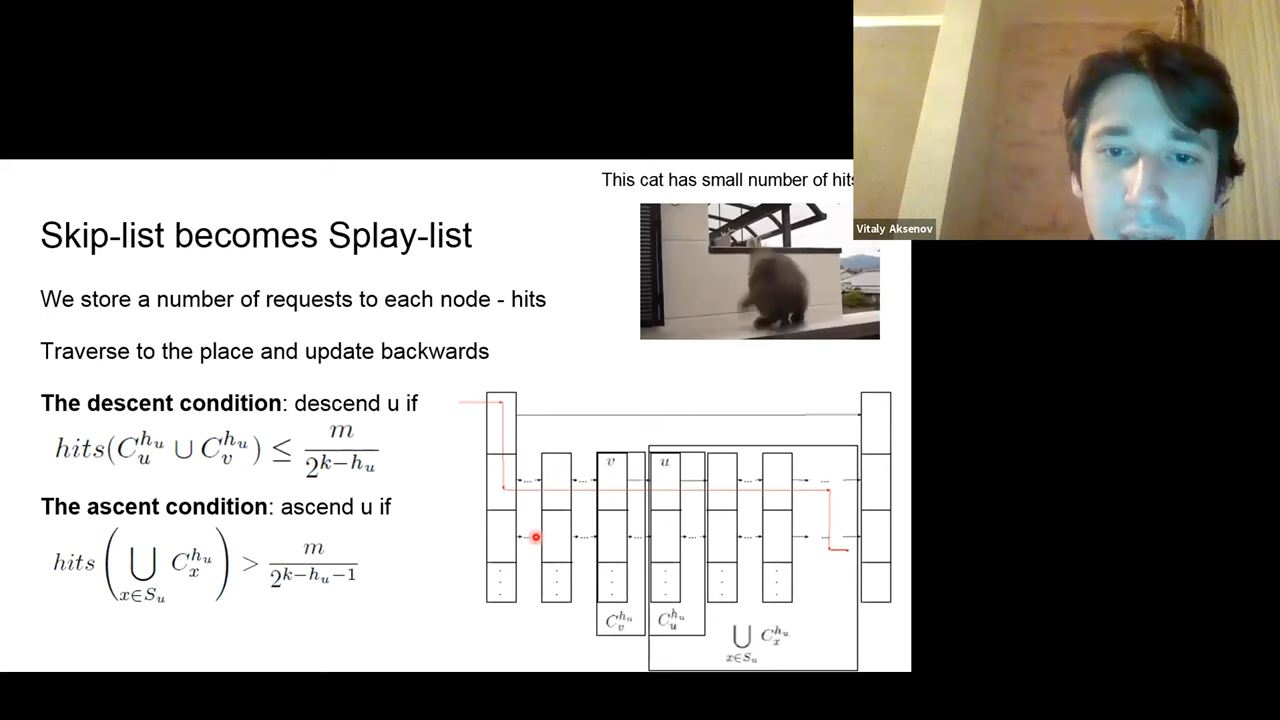 This cat has small number of hits
Vitaly Aksenov
Skip-list becomes Splay-list
We store a number of requests to each node - hits
Traverse to the place and update backwards
The descent condition: descend u if
hits(C_u^{h_u} ∪ C_v^{h_u}) ≤ m / 2^{k-h_u}
The ascent condition: ascend u if
hits (⋃_{x∈S_u} C_x^{h_u}) > m / 2^{k-h_u-1}
v u
C_v^{h_u} C_u^{h_u}
⋃_{x∈S_u} C_x^{h_u}